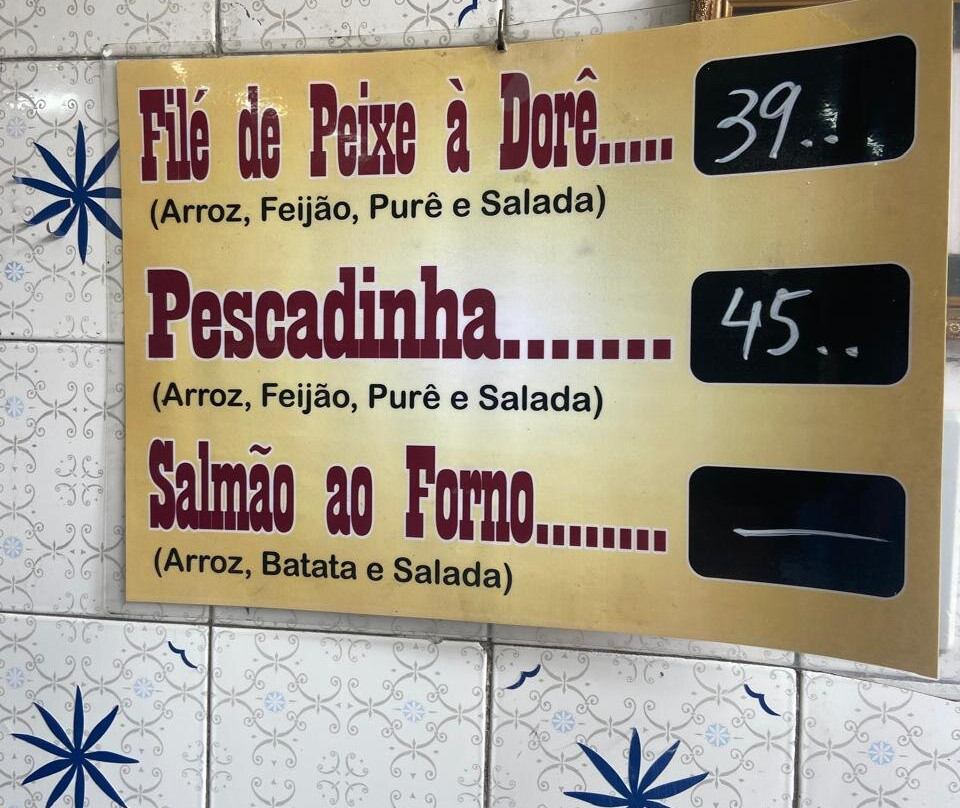 Filé de Peixe à Dorê..... 39..
(Arroz, Feijão, Purê e Salada)
Pescadinha....... 45..
(Arroz, Feijão, Purê e Salada)
Salmão ao Forno........ —
(Arroz, Batata e Salada)